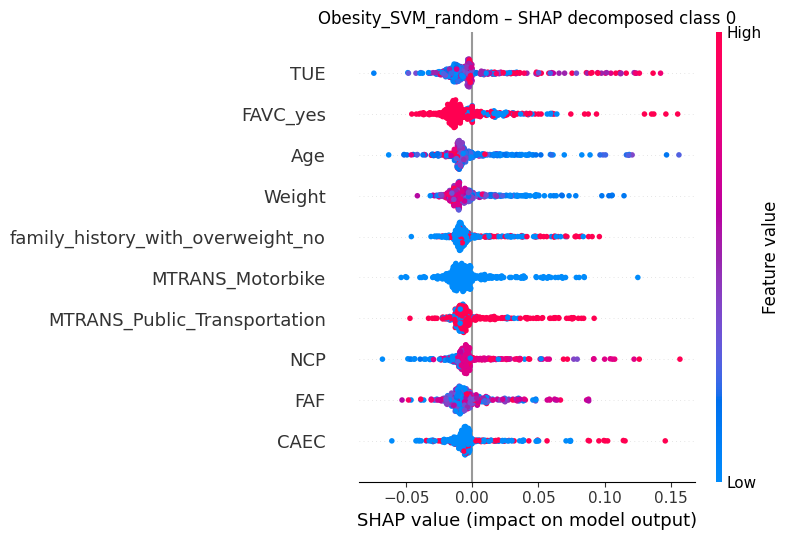 Obesity_SVM_random – SHAP decomposed class 0
High
TUE
FAVC_yes
Age
Weight
family_history_with_overweight_no
MTRANS_Motorbike
MTRANS_Public_Transportation
NCP
FAF
CAEC
Feature value
Low
−0.05 0.00 0.05 0.10 0.15
SHAP value (impact on model output)